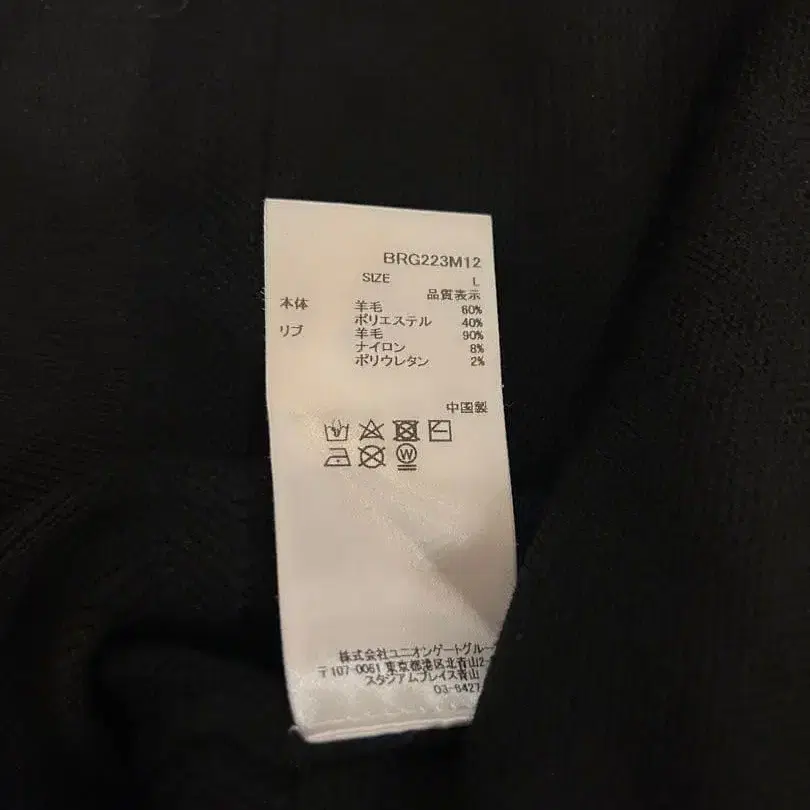 BRG223M12
SIZE L
品質表示
本体 羊毛 60%
ポリエステル 40%
リブ 羊毛 90%
ナイロン 8%
ポリウレタン 2%
中国製
W
株式会社ユニオンゲートグルー
〒107-0061 東京都港区北青山2-
スタジアムプレイス青山
03-6427